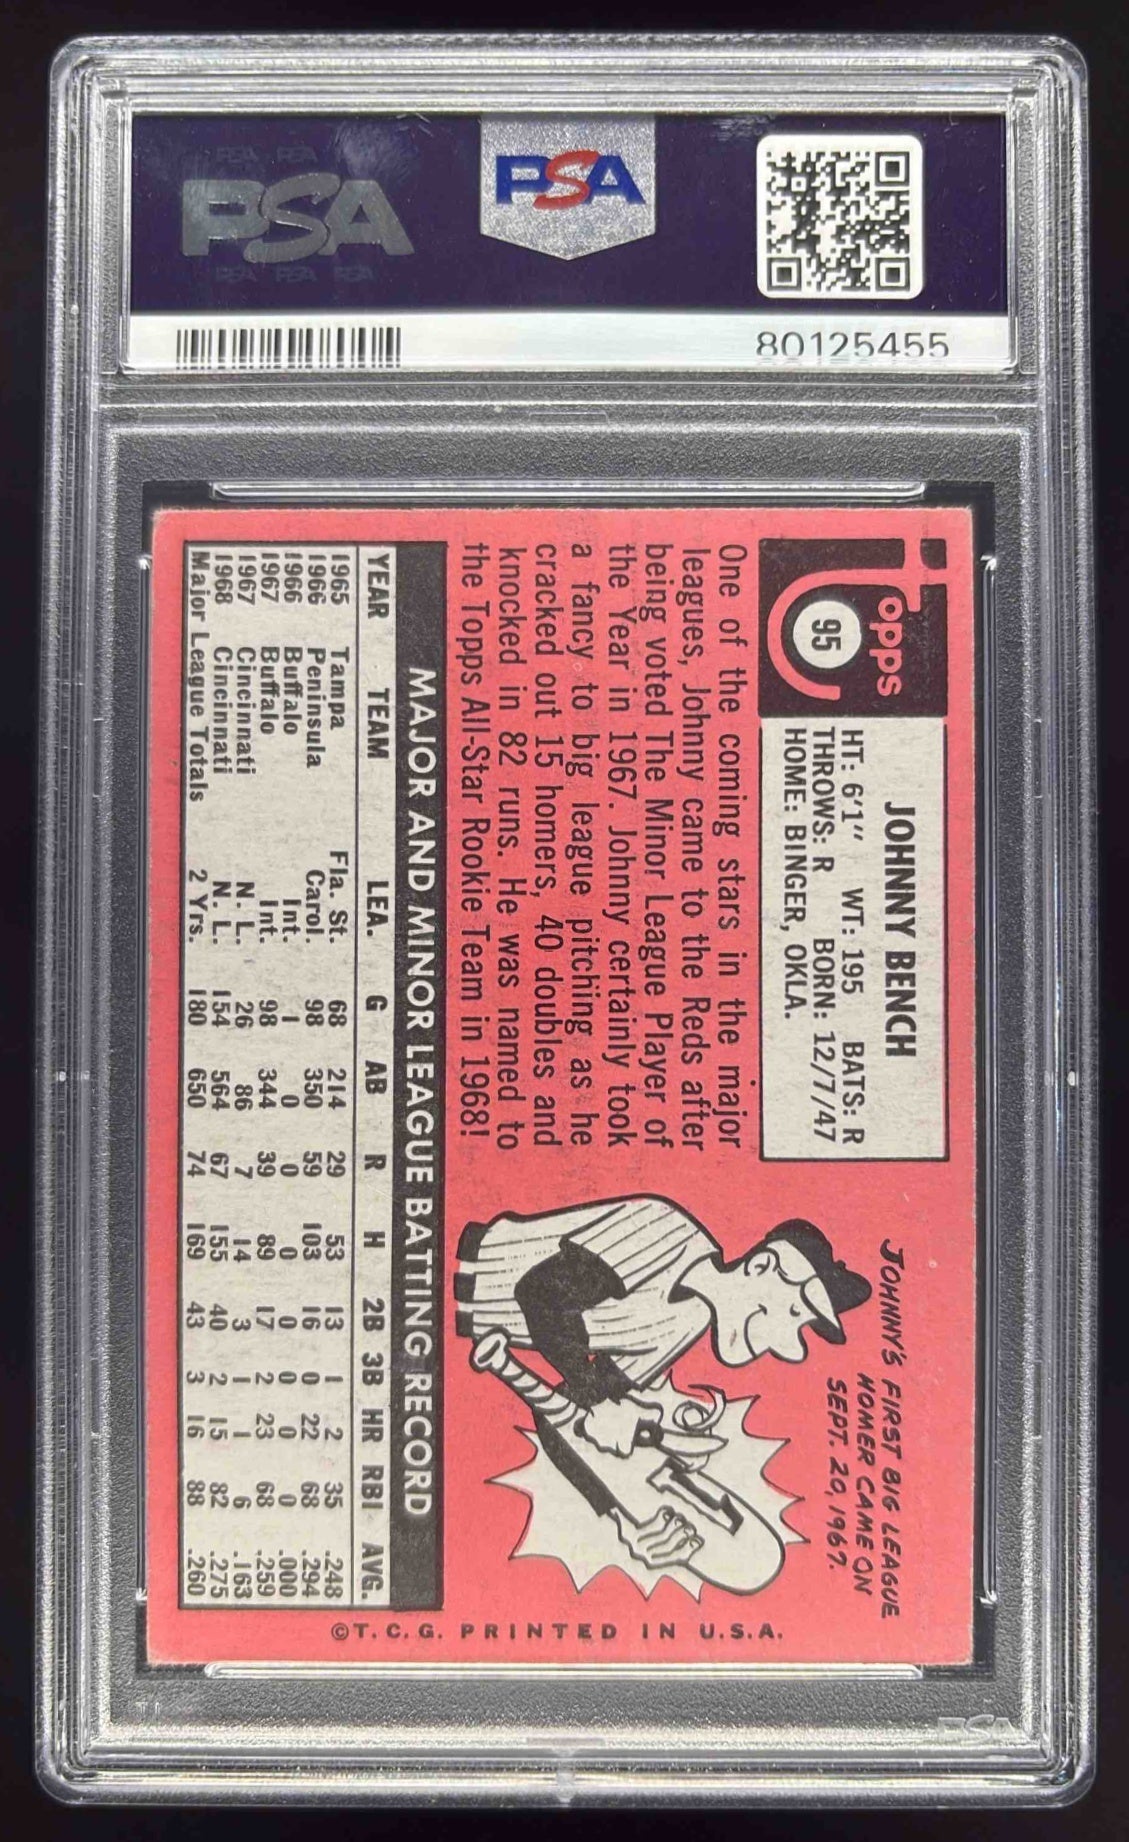 PSA
PSA PSA
PSA
PSA PSA PSA
80125455
Topps
95
JOHNNY BENCH
HT: 6'1" WT: 195 BATS: R
THROWS: R BORN: 12/7/47
HOME: BINGER, OKLA.
One of the coming stars in the major
leagues, Johnny came to the Reds after
being voted The Minor League Player of
the Year in 1967. Johnny certainly took
a fancy to big league pitching as he
cracked out 15 homers, 40 doubles and
knocked in 82 runs. He was named to
the Topps All-Star Rookie Team in 1968!
JOHNNY'S FIRST BIG LEAGUE
HOMER CAME ON
SEPT. 20, 1967.
1
MAJOR AND MINOR LEAGUE BATTING RECORD
YEAR TEAM LEA. G AB R H 2B 3B HR RBI AVG.
1965 Tampa Fla. St. 68 214 29 53 13 1 2 35 .248
1966 Peninsula Carol. 98 350 59 103 16 0 22 68 .294
1966 Buffalo Int. 1 0 0 0 0 0 0 0 .000
1967 Buffalo Int. 98 344 39 89 17 2 23 68 .259
1967 Cincinnati N. L. 26 86 7 14 3 1 1 6 .163
1968 Cincinnati N. L. 154 564 67 155 40 2 15 82 .275
Major League Totals 2 Yrs. 180 650 74 169 43 3 16 88 .260
©T. C. G. PRINTED IN U.S.A.
PSA